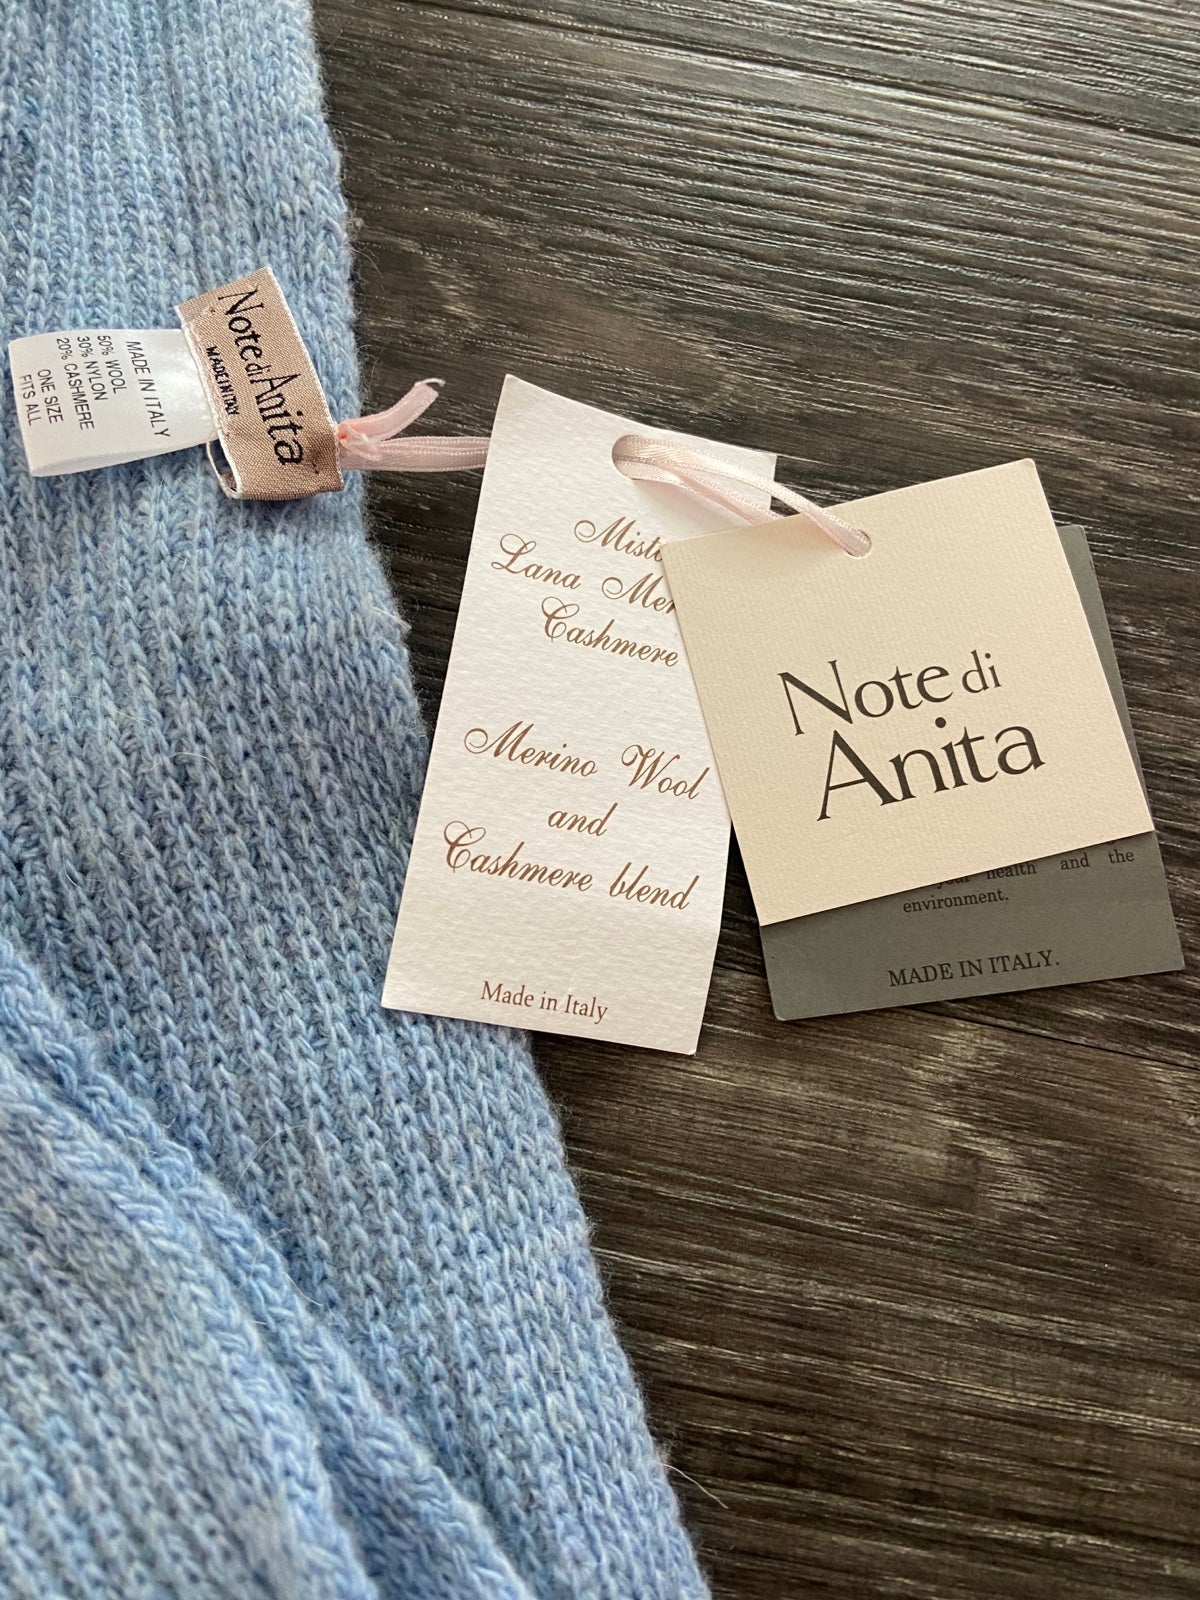 Note di Anita
MADE IN ITALY
MADE IN ITALY
50% WOOL
30% NYLON
20% CASHMERE
ONE SIZE
FITS ALL
Lana
Cashmere
Merino Wool
and
Cashmere blend
Made in Italy
Note di
Anita
your health and the
environment.
MADE IN ITALY.